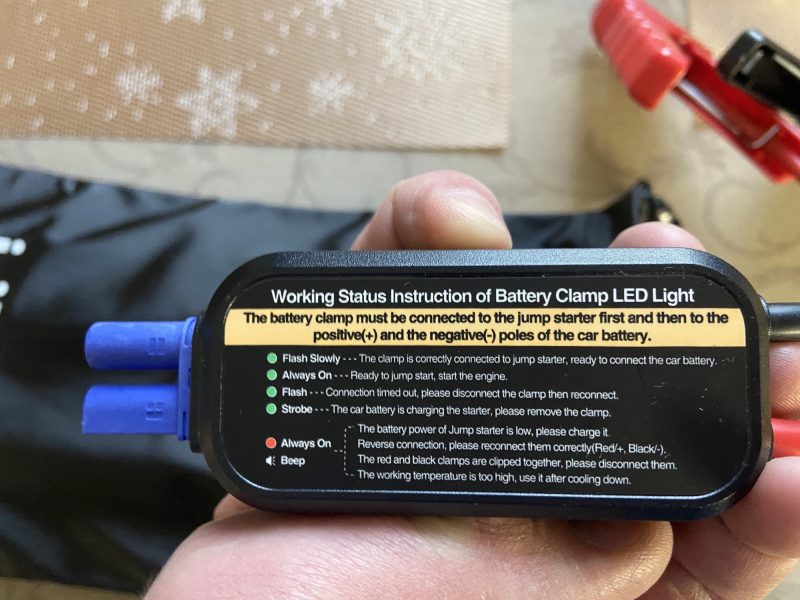 Working Status Instruction of Battery Clamp LED Light
The battery clamp must be connected to the jump starter first and then to the
positive(+) and the negative(-) poles of the car battery.
Flash Slowly --- The clamp is correctly connected to jump starter, ready to connect the car battery.
Always On --- Ready to jump start, start the engine.
Flash --- Connection timed out, please disconnect the clamp then reconnect.
Strobe --- The car battery is charging the starter, please remove the clamp.
The battery power of Jump starter is low, please charge it.
Always On
Reverse connection, please reconnect them correctly(Red/+, Black/-).
Beep
The red and black clamps are clipped together, please disconnect them.
The working temperature is too high, use it after cooling down.